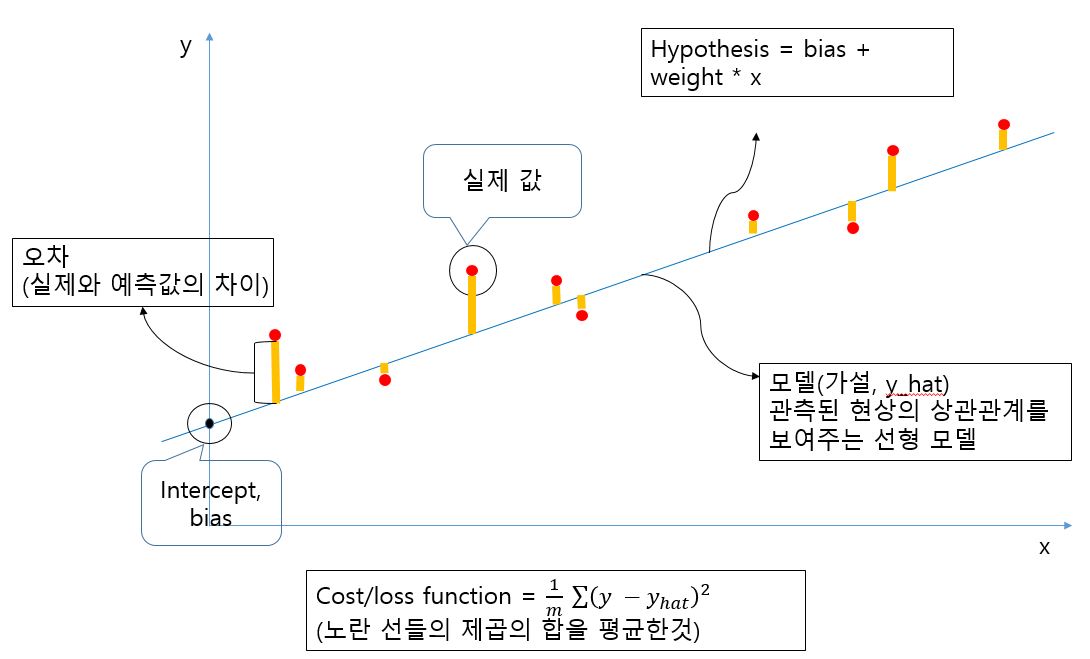 y
Hypothesis = bias +
weight * x
실제 값
오차
(실제와 예측값의 차이)
모델(가설, y_hat)
관측된 현상의 상관관계를
보여주는 선형 모델
Intercept,
bias
x
Cost/loss function = \frac{1}{m} ∑(y − y_{hat})^2
(노란 선들의 제곱의 합을 평균한것)